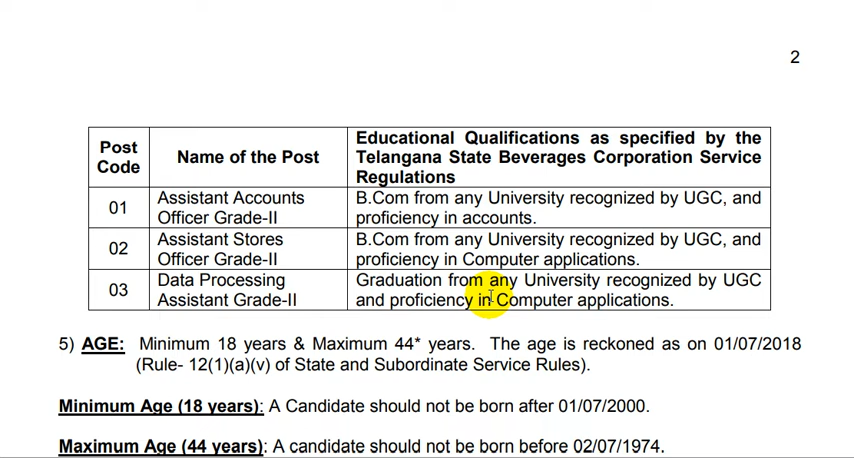 2
Post Code
Name of the Post
Educational Qualifications as specified by the
Telangana State Beverages Corporation Service
Regulations
01
Assistant Accounts
Officer Grade-II
B.Com from any University recognized by UGC, and
proficiency in accounts.
02
Assistant Stores
Officer Grade-II
B.Com from any University recognized by UGC, and
proficiency in Computer applications.
03
Data Processing
Assistant Grade-II
Graduation from any University recognized by UGC
and proficiency in Computer applications.
5) AGE: Minimum 18 years & Maximum 44* years. The age is reckoned as on 01/07/2018
(Rule- 12(1)(a)(v) of State and Subordinate Service Rules).
Minimum Age (18 years): A Candidate should not be born after 01/07/2000.
Maximum Age (44 years): A candidate should not be born before 02/07/1974.